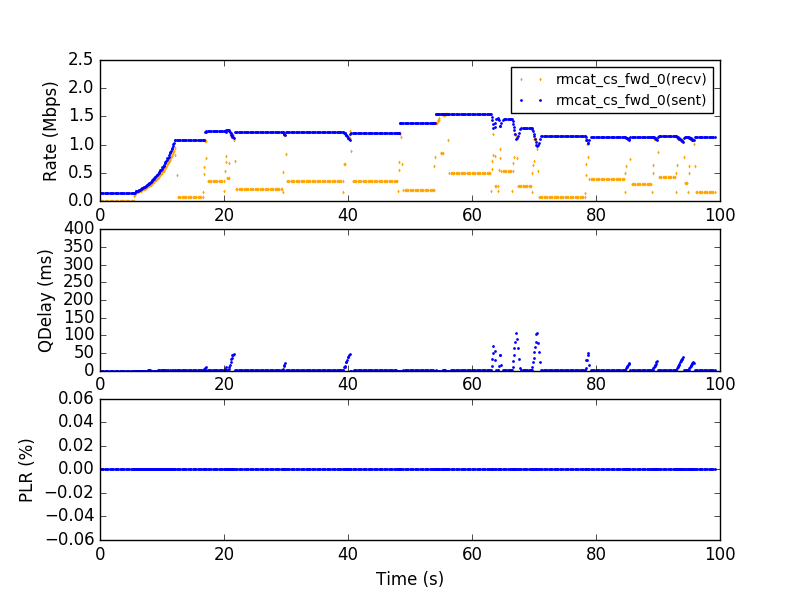 2.5
2.0
1.5
1.0
0.5
0.0
Rate (Mbps)
rmcat_cs_fwd_0(recv)
rmcat_cs_fwd_0(sent)
0 20 40 60 80 100
400
350
300
250
200
150
100
50
0
QDelay (ms)
0 20 40 60 80 100
0.06
0.04
0.02
0.00
−0.02
−0.04
−0.06
PLR (%)
0 20 40 60 80 100
Time (s)